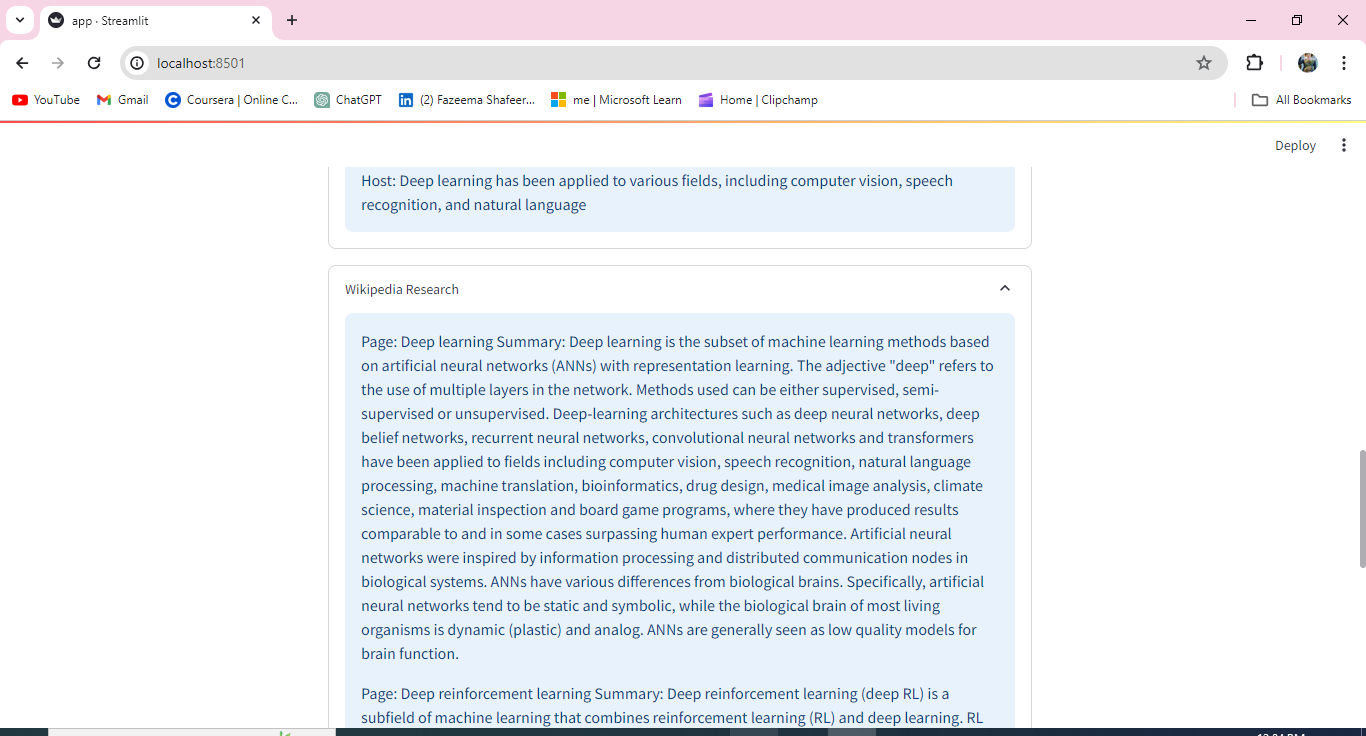 app · Streamlit
localhost:8501
YouTube
Gmail
Coursera | Online C...
ChatGPT
(2) Fazeema Shafeer...
me | Microsoft Learn
Home | Clipchamp
All Bookmarks
Deploy
Host: Deep learning has been applied to various fields, including computer vision, speech
recognition, and natural language
Wikipedia Research
Page: Deep learning Summary: Deep learning is the subset of machine learning methods based
on artificial neural networks (ANNs) with representation learning. The adjective "deep" refers to
the use of multiple layers in the network. Methods used can be either supervised, semi-
supervised or unsupervised. Deep-learning architectures such as deep neural networks, deep
belief networks, recurrent neural networks, convolutional neural networks and transformers
have been applied to fields including computer vision, speech recognition, natural language
processing, machine translation, bioinformatics, drug design, medical image analysis, climate
science, material inspection and board game programs, where they have produced results
comparable to and in some cases surpassing human expert performance. Artificial neural
networks were inspired by information processing and distributed communication nodes in
biological systems. ANNs have various differences from biological brains. Specifically, artificial
neural networks tend to be static and symbolic, while the biological brain of most living
organisms is dynamic (plastic) and analog. ANNs are generally seen as low quality models for
brain function.
Page: Deep reinforcement learning Summary: Deep reinforcement learning (deep RL) is a
subfield of machine learning that combines reinforcement learning (RL) and deep learning. RL